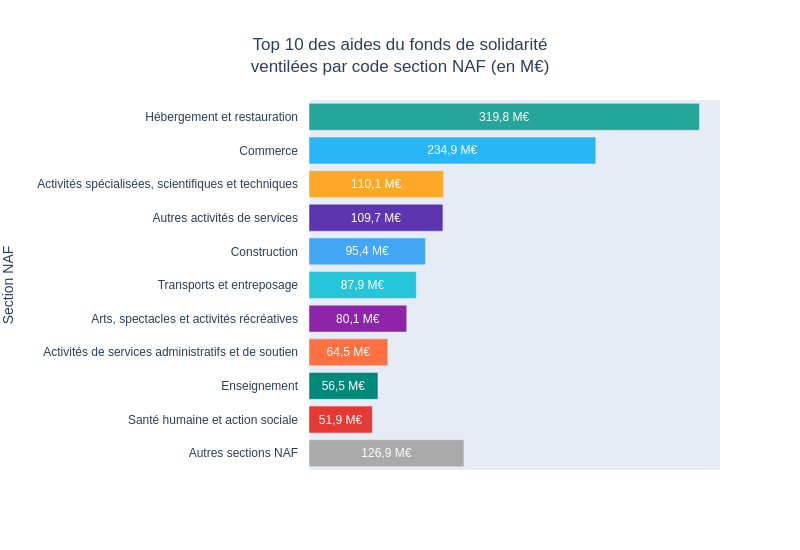 Top 10 des aides du fonds de solidarité
ventilées par code section NAF (en M€)
Hébergement et restauration 319,8 M€
Commerce 234,9 M€
Activités spécialisées, scientifiques et techniques 110,1 M€
Autres activités de services 109,7 M€
Construction 95,4 M€
Transports et entreposage 87,9 M€
Arts, spectacles et activités récréatives 80,1 M€
Activités de services administratifs et de soutien 64,5 M€
Enseignement 56,5 M€
Santé humaine et action sociale 51,9 M€
Autres sections NAF 126,9 M€
Section NAF